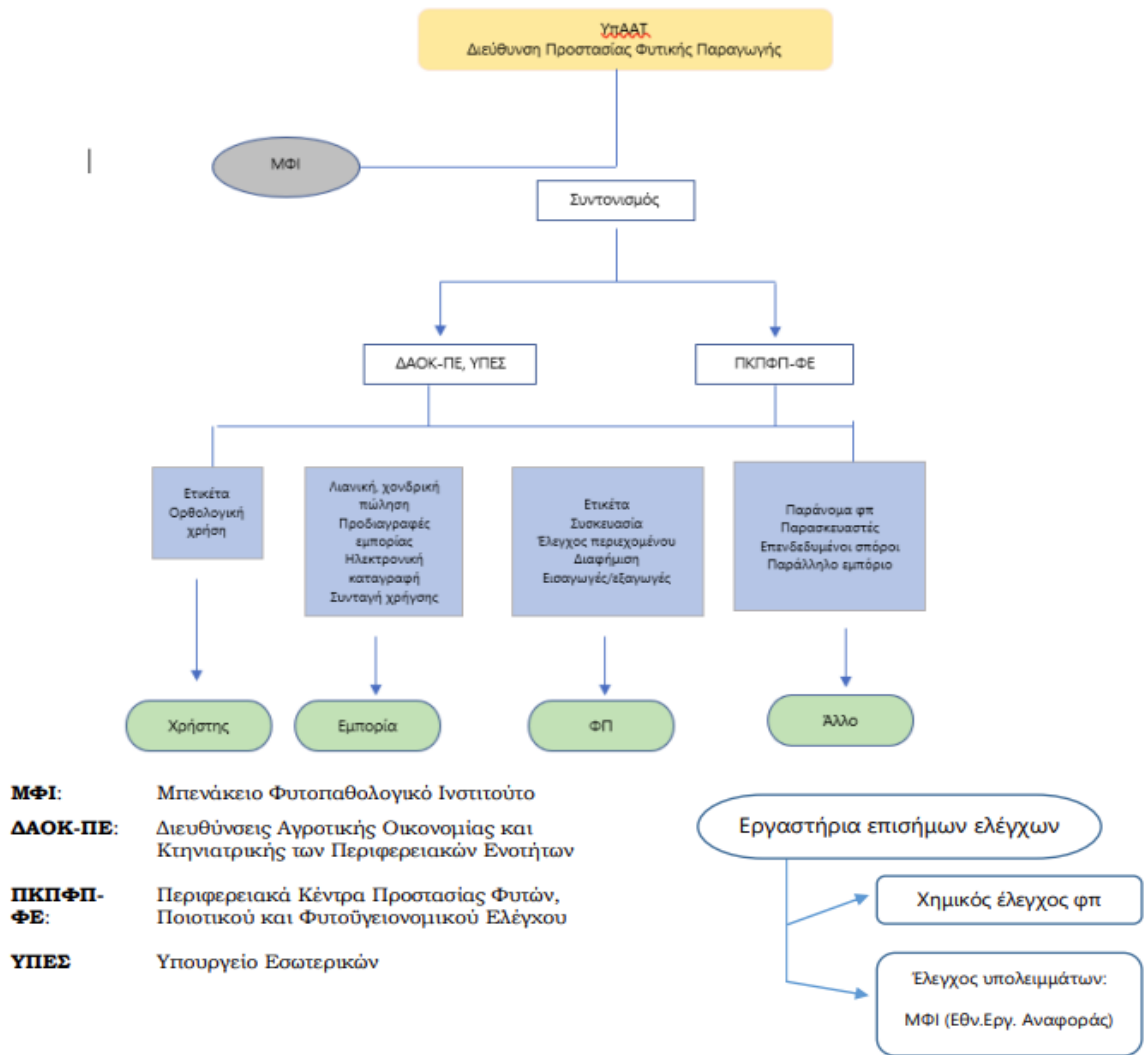 ΥπΑΑΤ
Διεύθυνση Προστασίας Φυτικής Παραγωγής
ΜΦΙ
Συντονισμός
ΔΑΟΚ-ΠΕ, ΥΠΕΣ
ΠΚΠΦΠ-ΦΕ
Ετικέτα
Ορθολογική
χρήση
Λιανική, χονδρική
πώληση
Προδιαγραφές
εμπορίας
Ηλεκτρονική
καταγραφή
Συνταγή χρήγσης
Ετικέτα
Συσκευασία
Έλεγχος περιεχομένου
Διαφήμιση
Εισαγωγές/εξαγωγές
Παράνομα φπ
Παρασκευαστές
Επενδεδυμένοι σπόροι
Παράλληλο εμπόριο
Χρήστης
Εμπορία
ΦΠ
Άλλο
ΜΦΙ: Μπενάκειο Φυτοπαθολογικό Ινστιτούτο
ΔΑΟΚ-ΠΕ: Διευθύνσεις Αγροτικής Οικονομίας και
Κτηνιατρικής των Περιφερειακών Ενοτήτων
ΠΚΠΦΠ- Περιφερειακά Κέντρα Προστασίας Φυτών,
ΦΕ: Ποιοτικού και Φυτοϋγειονομικού Ελέγχου
ΥΠΕΣ Υπουργείο Εσωτερικών
Εργαστήρια επισήμων ελέγχων
Χημικός έλεγχος φπ
Έλεγχος υπολειμμάτων:
ΜΦΙ (Εθν.Εργ. Αναφοράς)